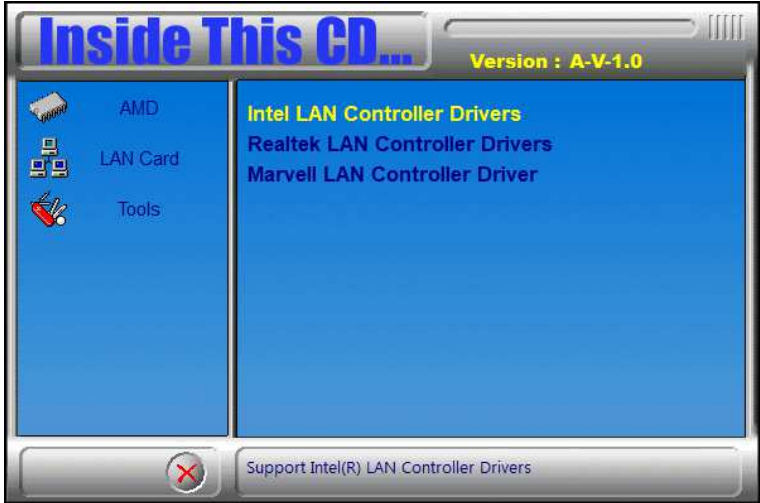 Inside This CD...
Version : A-V-1.0
AMD
LAN Card
Tools
Intel LAN Controller Drivers
Realtek LAN Controller Drivers
Marvell LAN Controller Driver
Support Intel(R) LAN Controller Drivers